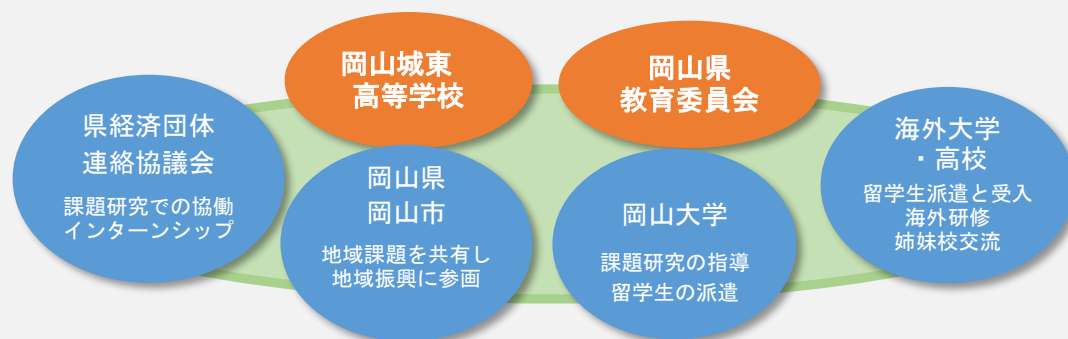 岡山城東
高等学校
岡山県
教育委員会
県経済団体
連絡協議会
課題研究での協働
インターンシップ
岡山県
岡山市
地域課題を共有し
地域振興に参画
岡山大学
課題研究の指導
留学生の派遣
海外大学
・高校
留学生派遣と受入
海外研修
姉妹校交流